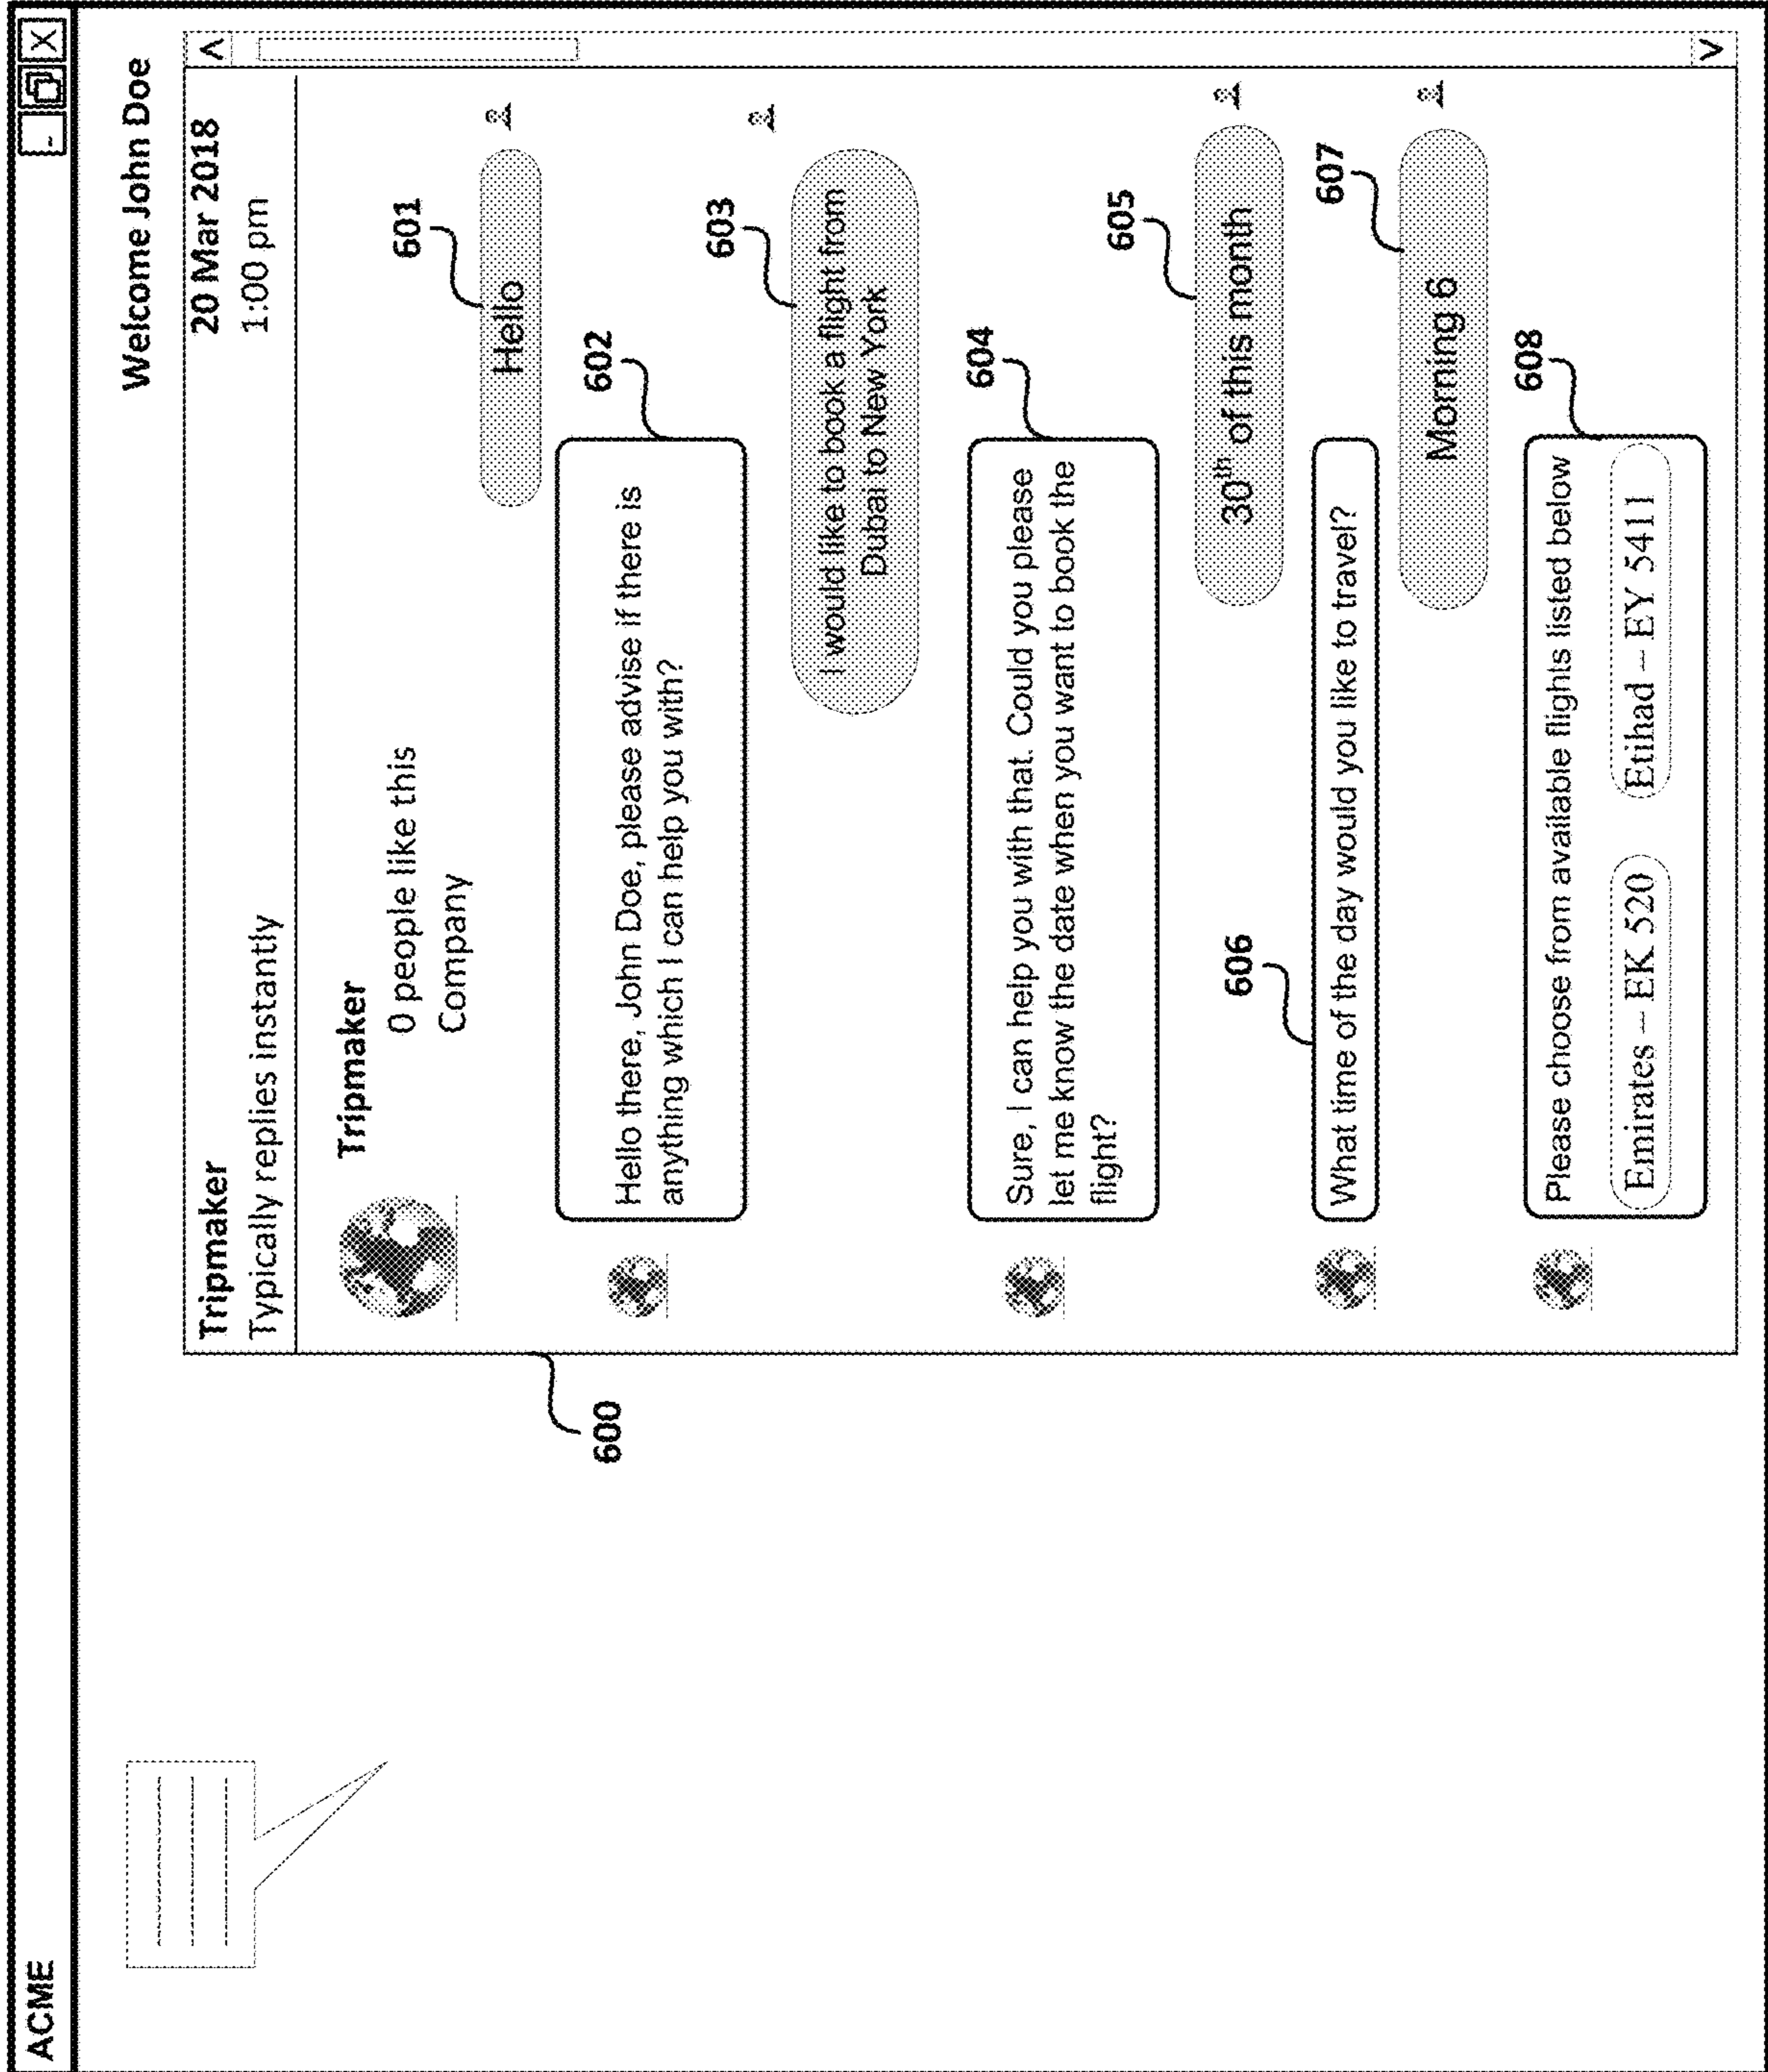 ACME
Welcome John Doe
Tripmaker
20 Mar 2018
Typically replies instantly
1:00 pm
Tripmaker
0 people like this
Company
601
Hello
602
Hello there, John Doe, please advise if there is
anything which I can help you with?
600
603
I would like to book a flight from
Dubai to New York
604
Sure, I can help you with that. Could you please
let me know the date when you want to book the
flight?
605
30th of this month
606
What time of the day would you like to travel?
607
Morning 6
608
Please choose from available flights listed below
Emirates – EK 520
Etihad – EY 5411